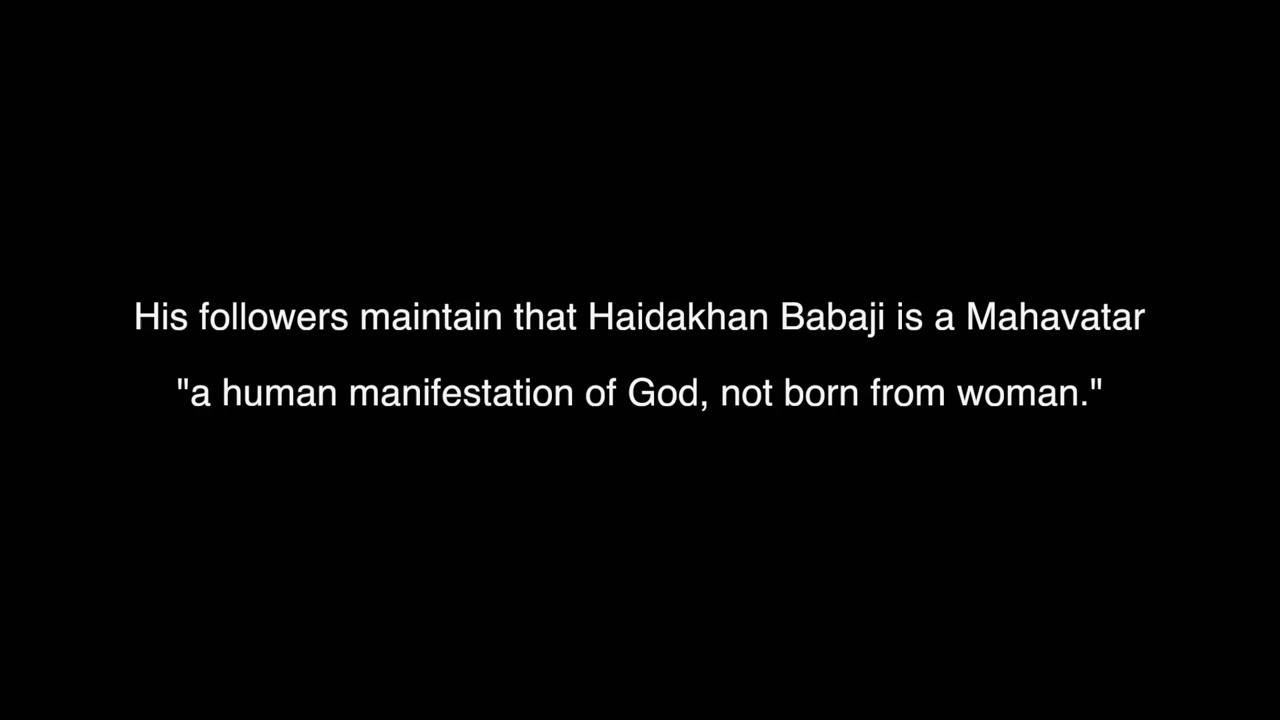 His followers maintain that Haidakhan Babaji is a Mahavatar
"a human manifestation of God, not born from woman."